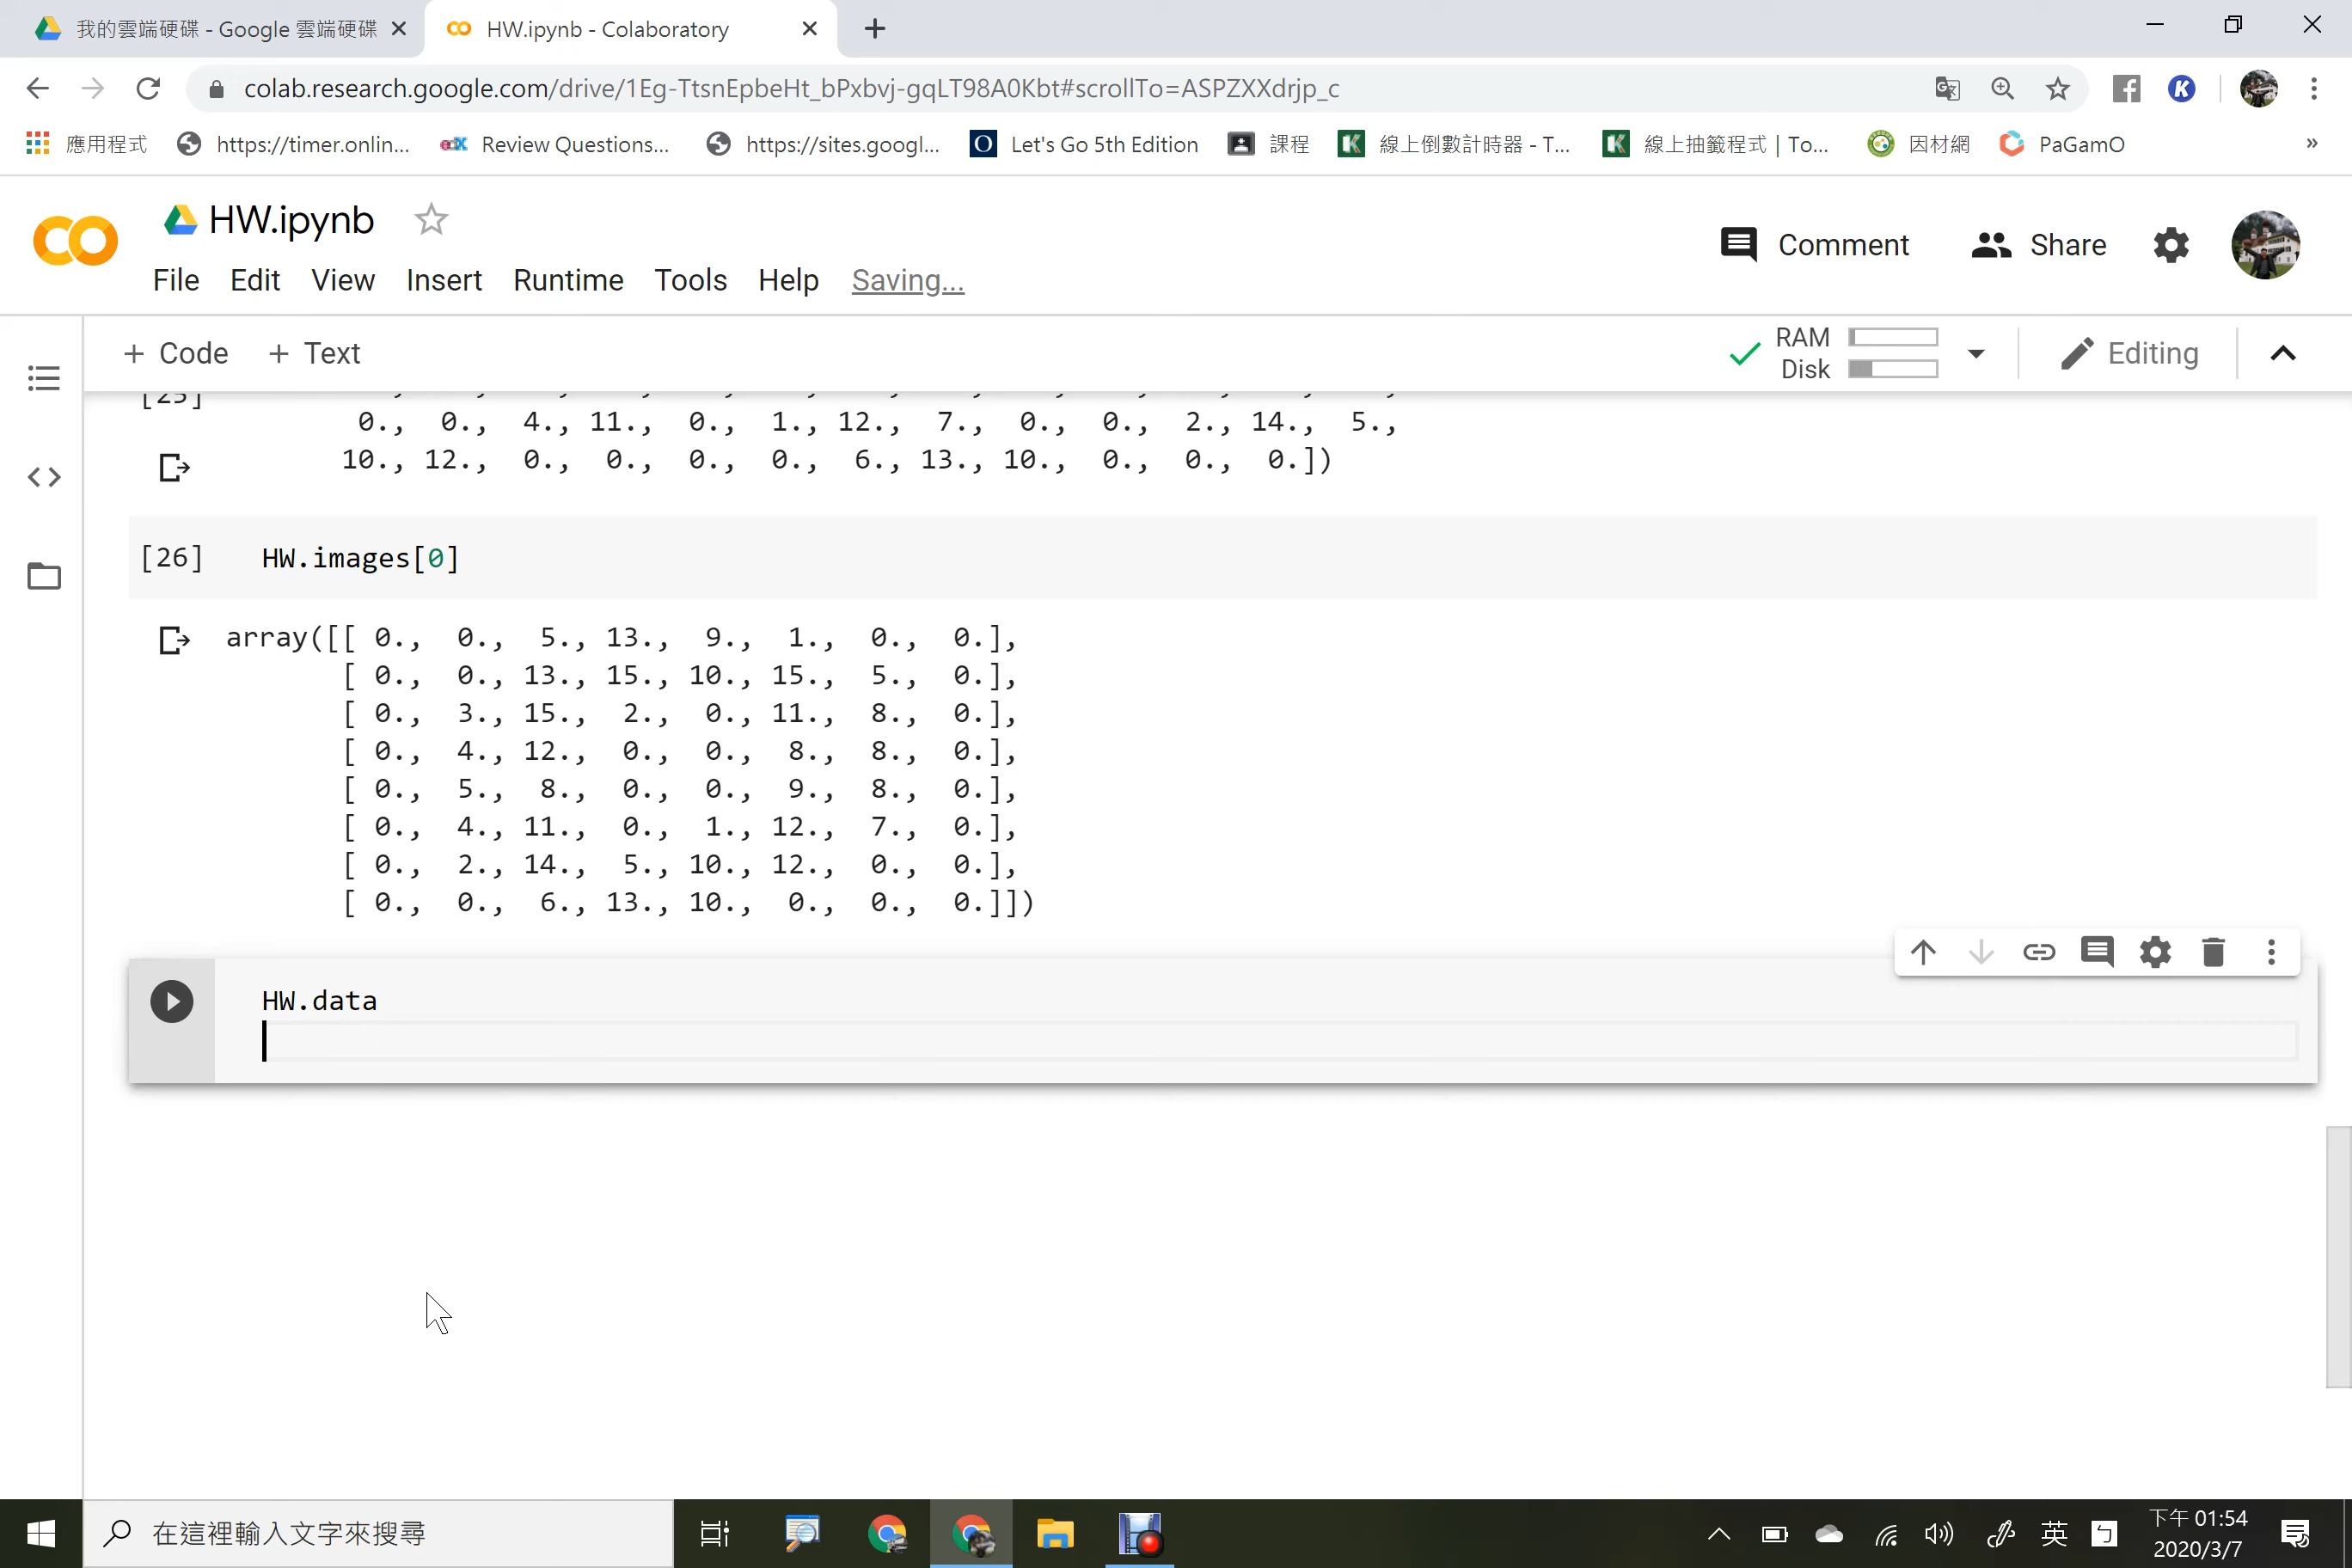 我的雲端硬碟 - Google 雲端硬碟
HW.ipynb - Colaboratory
colab.research.google.com/drive/1Eg-TtsnEpbeHt_bPxbvj-gqLT98A0Kbt#scrollTo=ASPZXXdrjp_c
應用程式 https://timer.onlin... edX Review Questions... https://sites.googl... Let's Go 5th Edition 課程 線上倒數計時器 - T... 線上抽籤程式 | To... 因材網 PaGamO »
HW.ipynb
Comment Share
File Edit View Insert Runtime Tools Help Saving...
+ Code + Text
RAM
Disk
Editing
[25]
0., 0., 4., 11., 0., 1., 12., 7., 0., 0., 2., 14., 5.,
10., 12., 0., 0., 0., 0., 6., 13., 10., 0., 0., 0.])
[26] HW.images[0]
array([[ 0., 0., 5., 13., 9., 1., 0., 0.],
[ 0., 0., 13., 15., 10., 15., 5., 0.],
[ 0., 3., 15., 2., 0., 11., 8., 0.],
[ 0., 4., 12., 0., 0., 8., 8., 0.],
[ 0., 5., 8., 0., 0., 9., 8., 0.],
[ 0., 4., 11., 0., 1., 12., 7., 0.],
[ 0., 2., 14., 5., 10., 12., 0., 0.],
[ 0., 0., 6., 13., 10., 0., 0., 0.]])
HW.data
在這裡輸入文字來搜尋
英 ㄅ
下午 01:54
2020/3/7